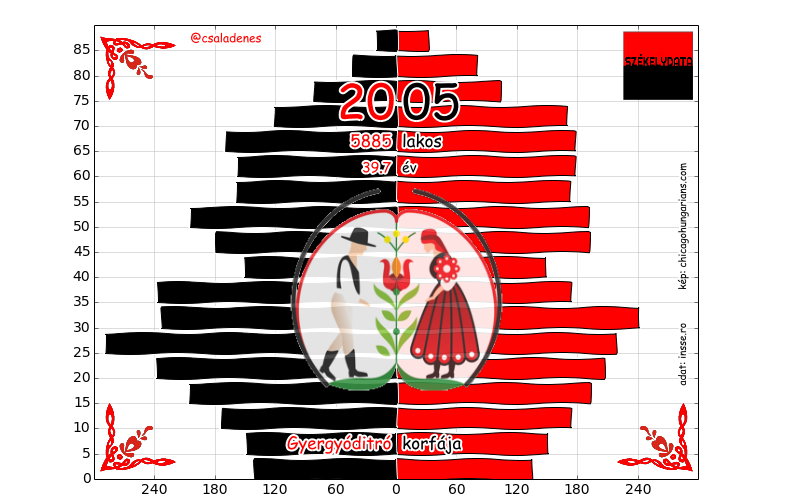 @csaladenes
SZÉKELYDATA
2005
5885 lakos
39.7 év
kép: chicagohungarians.com
adat: insse.ro
Gyergyóditró korfája
85
80
75
70
65
60
55
50
45
40
35
30
25
20
15
10
5
0
240 180 120 60 0 60 120 180 240